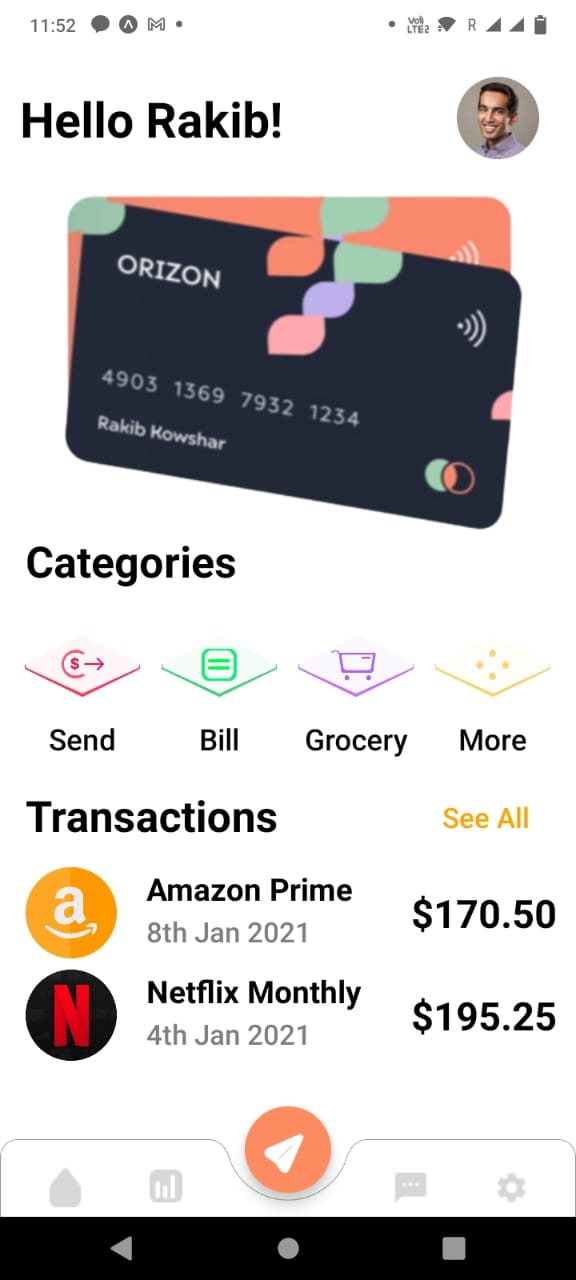 11:52
Vo))
LTE2
R
Hello Rakib!
ORIZON
4903 1369 7932 1234
Rakib Kowshar
Categories
$
Send
Bill
Grocery
More
Transactions
See All
a
Amazon Prime
8th Jan 2021
$170.50
N
Netflix Monthly
4th Jan 2021
$195.25